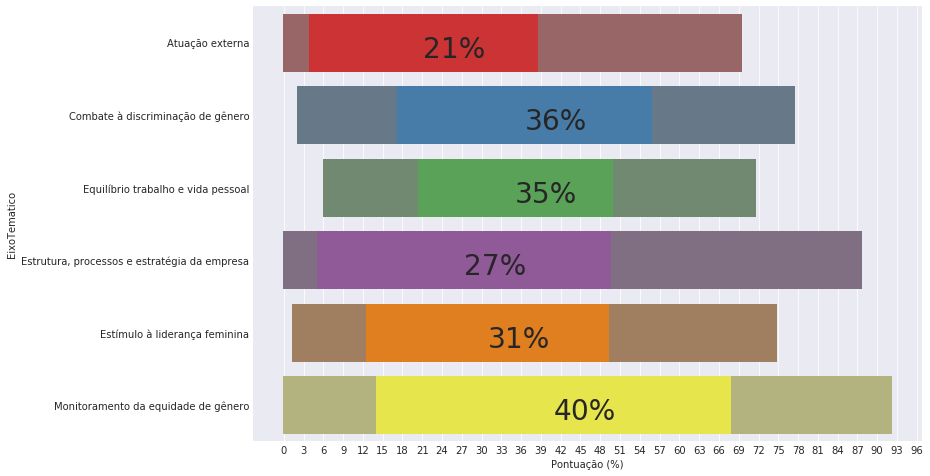 EixoTematico
Atuação externa
21%
Combate à discriminação de gênero
36%
Equilíbrio trabalho e vida pessoal
35%
Estrutura, processos e estratégia da empresa
27%
Estímulo à liderança feminina
31%
Monitoramento da equidade de gênero
40%
0 3 6 9 12 15 18 21 24 27 30 33 36 39 42 45 48 51 54 57 60 63 66 69 72 75 78 81 84 87 90 93 96
Pontuação (%)